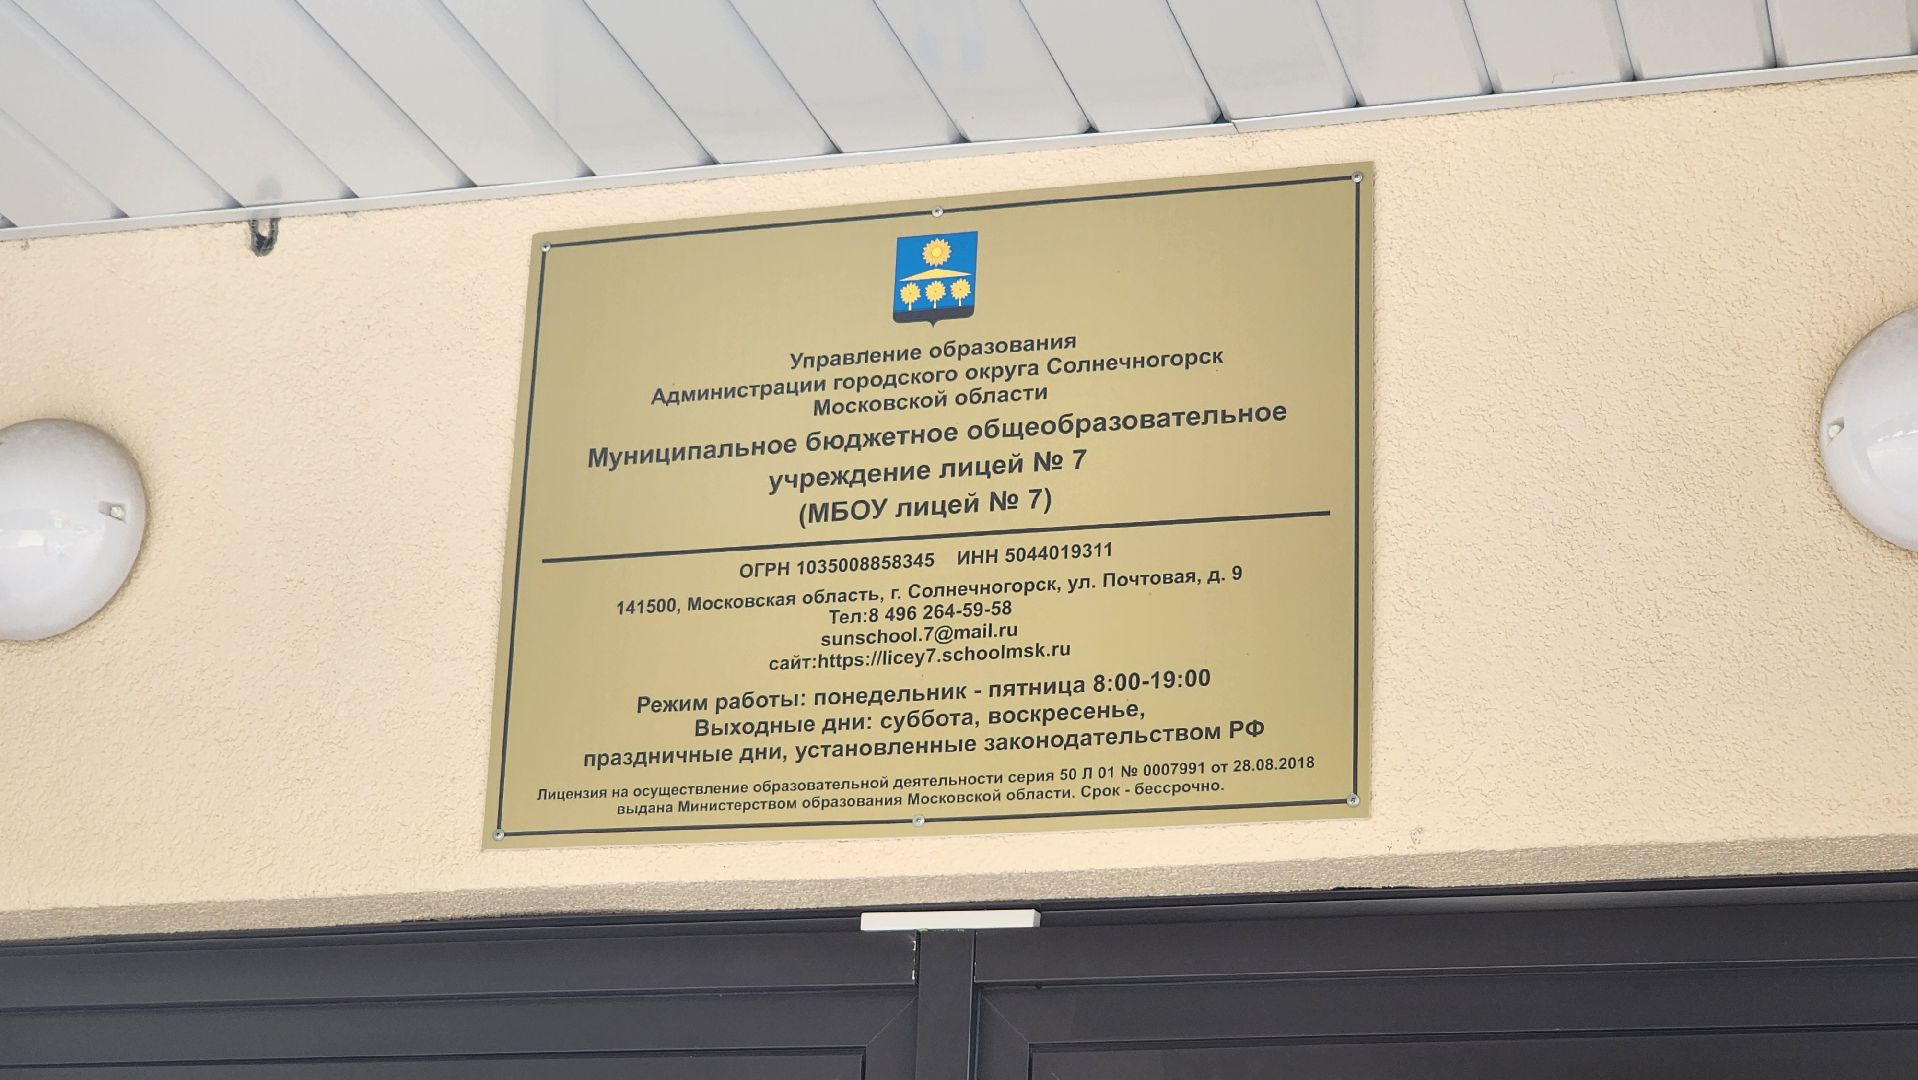 Управление образования
Администрации городского округа Солнечногорск
Московской области
Муниципальное бюджетное общеобразовательное
учреждение лицей № 7
(МБОУ лицей № 7)
ОГРН 1035008858345 ИНН 5044019311
141500, Московская область, г. Солнечногорск, ул. Почтовая, д. 9
Тел:8 496 264-59-58
sunschool.7@mail.ru
сайт:https://licey7.schoolmsk.ru
Режим работы: понедельник - пятница 8:00-19:00
Выходные дни: суббота, воскресенье,
праздничные дни, установленные законодательством РФ
Лицензия на осуществление образовательной деятельности серия 50 Л 01 № 0007991 от 28.08.2018
выдана Министерством образования Московской области. Срок - бессрочно.